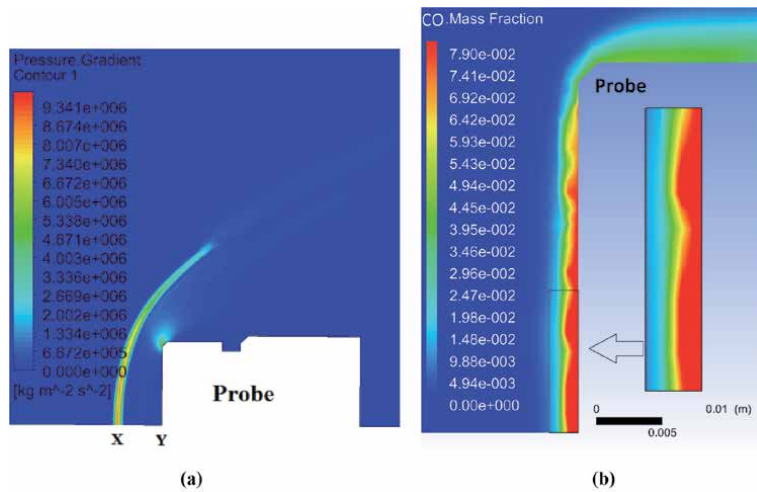 Pressure.Gradient
Contour 1
9.341e+006
8.674e+006
8.007e+006
7.340e+006
6.672e+006
6.005e+006
5.338e+006
4.671e+006
4.003e+006
3.336e+006
2.669e+006
2.002e+006
1.334e+006
6.672e+005
0.000e+000
[kg m^-2 s^-2]
Probe
X Y
(a)
CO.Mass Fraction
7.90e-002
7.41e-002
6.92e-002
6.42e-002
5.93e-002
5.43e-002
4.94e-002
4.45e-002
3.95e-002
3.46e-002
2.96e-002
2.47e-002
1.98e-002
1.48e-002
9.88e-003
4.94e-003
0.00e+000
Probe
0 0.01 (m)
0.005
(b)